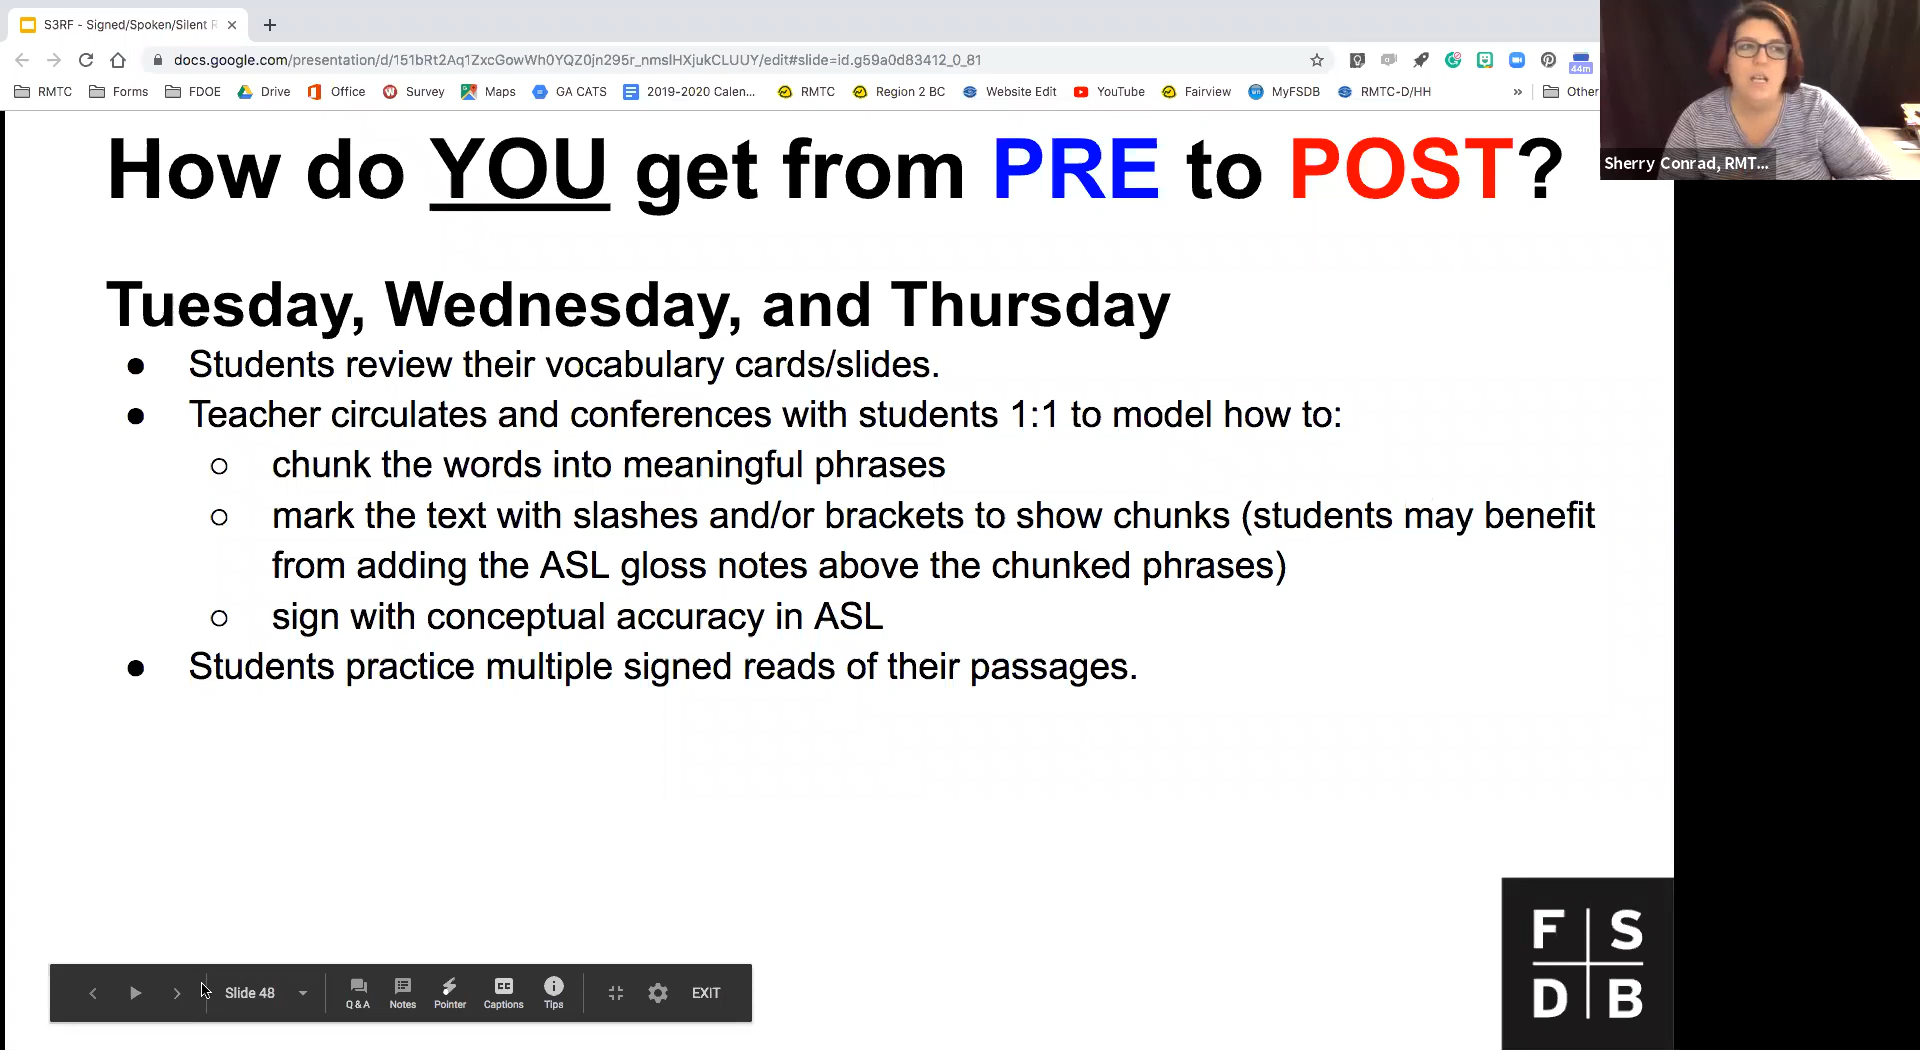 S3RF - Signed/Spoken/Silent R
docs.google.com/presentation/d/151bRt2Aq1ZxcGowWh0YQZ0jn295r_nmslHXjukCLUUY/edit#slide=id.g59a0d83412_0_81
44m
RMTC Forms FDOE Drive Office Survey Maps GA CATS 2019-2020 Calen... RMTC Region 2 BC Website Edit YouTube Fairview MyFSDB RMTC-D/HH » Other
Sherry Conrad, RMT...
How do YOU get from PRE to POST?
Tuesday, Wednesday, and Thursday
● Students review their vocabulary cards/slides.
● Teacher circulates and conferences with students 1:1 to model how to:
○ chunk the words into meaningful phrases
○ mark the text with slashes and/or brackets to show chunks (students may benefit
from adding the ASL gloss notes above the chunked phrases)
○ sign with conceptual accuracy in ASL
● Students practice multiple signed reads of their passages.
F S
D B
Slide 48 Q & A Notes Pointer Captions Tips EXIT